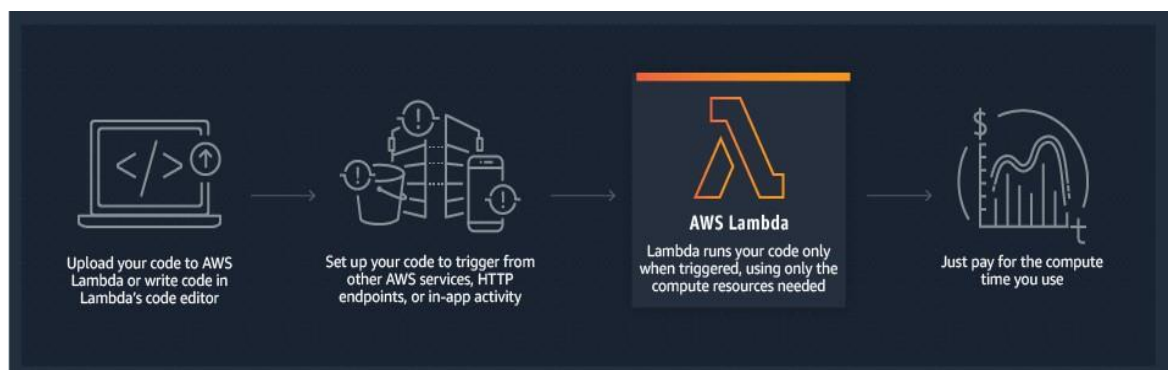 </>
$
t
Upload your code to AWS
Lambda or write code in
Lambda's code editor
Set up your code to trigger from
other AWS services, HTTP
endpoints, or in-app activity
AWS Lambda
Lambda runs your code only
when triggered, using only the
compute resources needed
Just pay for the compute
time you use